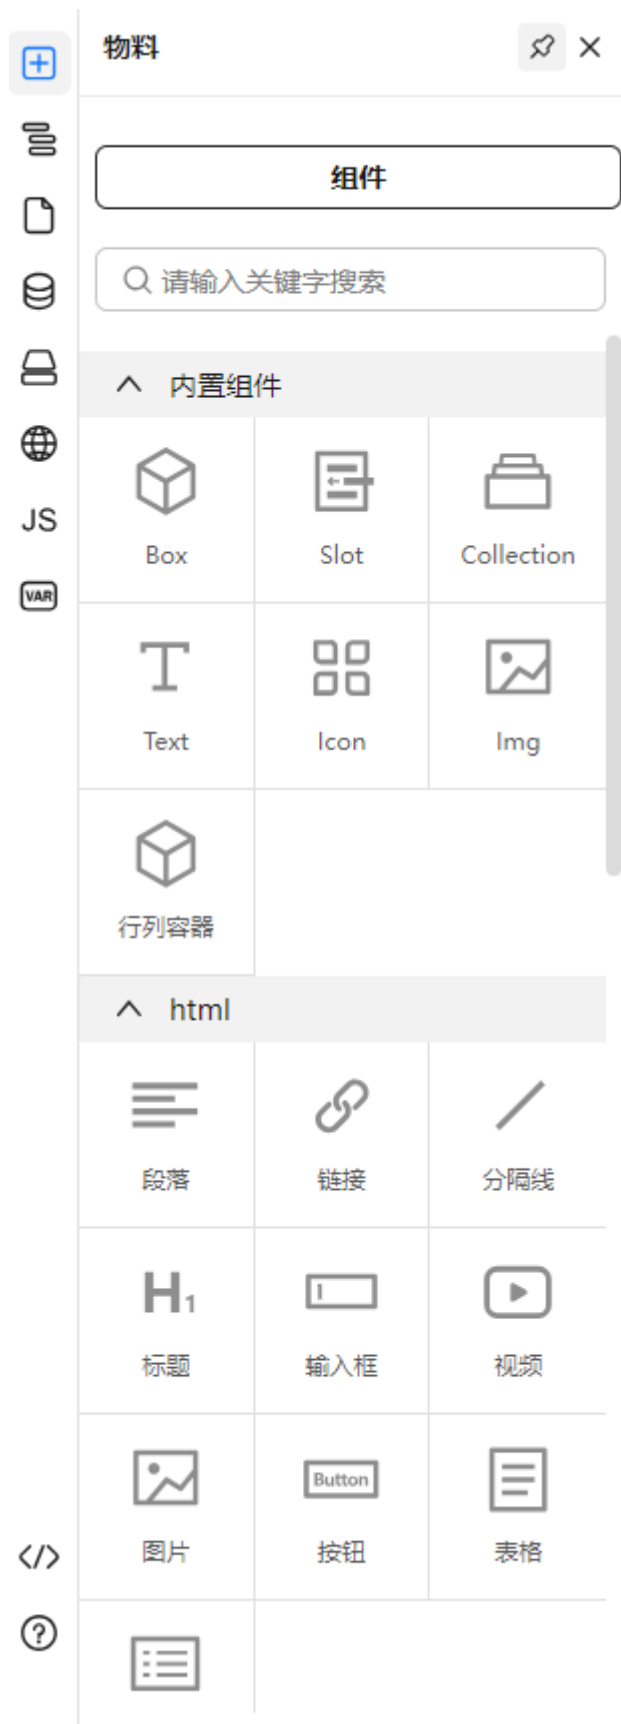 物料
组件
请输入关键字搜索
内置组件
Box Slot Collection
Text Icon Img
行列容器
html
段落 链接 分隔线
H1
标题 输入框 视频
Button
图片 按钮 表格
JS
VAR